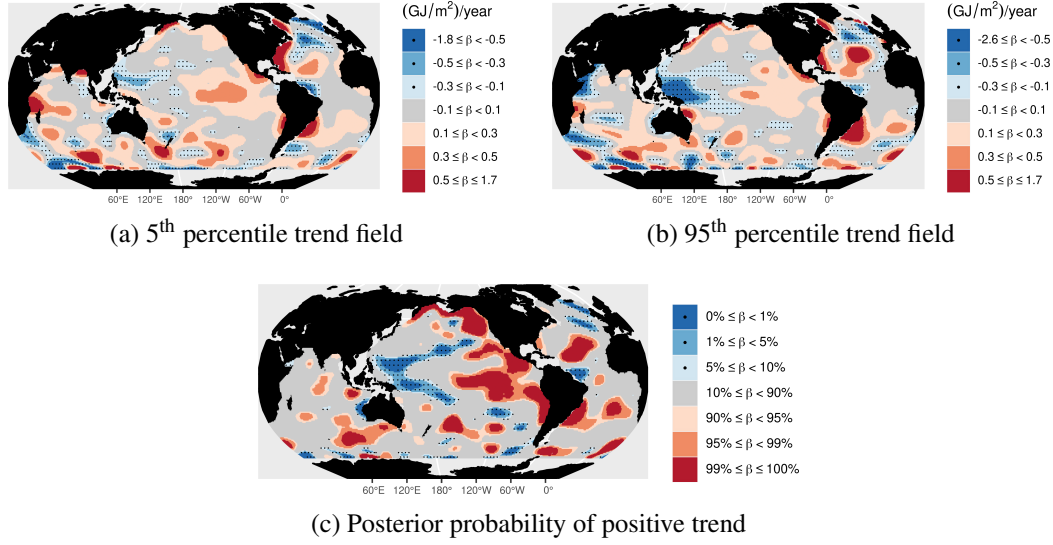 (GJ/m²)/year
-1.8 ≤ β < -0.5
-0.5 ≤ β < -0.3
-0.3 ≤ β < -0.1
-0.1 ≤ β < 0.1
0.1 ≤ β < 0.3
0.3 ≤ β < 0.5
0.5 ≤ β ≤ 1.7
60°E 120°W 180° 120°W 60°W 0°
(a) 5th percentile trend field
(GJ/m²)/year
-2.6 ≤ β < -0.5
-0.5 ≤ β < -0.3
-0.3 ≤ β < -0.1
-0.1 ≤ β < 0.1
0.1 ≤ β < 0.3
0.3 ≤ β < 0.5
0.5 ≤ β ≤ 1.7
60°E 120°W 180° 120°W 60°W 0°
(b) 95th percentile trend field
0% ≤ β < 1%
1% ≤ β < 5%
5% ≤ β < 10%
10% ≤ β < 90%
90% ≤ β < 95%
95% ≤ β < 99%
99% ≤ β ≤ 100%
60°E 120°W 180° 120°W 60°W 0°
(c) Posterior probability of positive trend